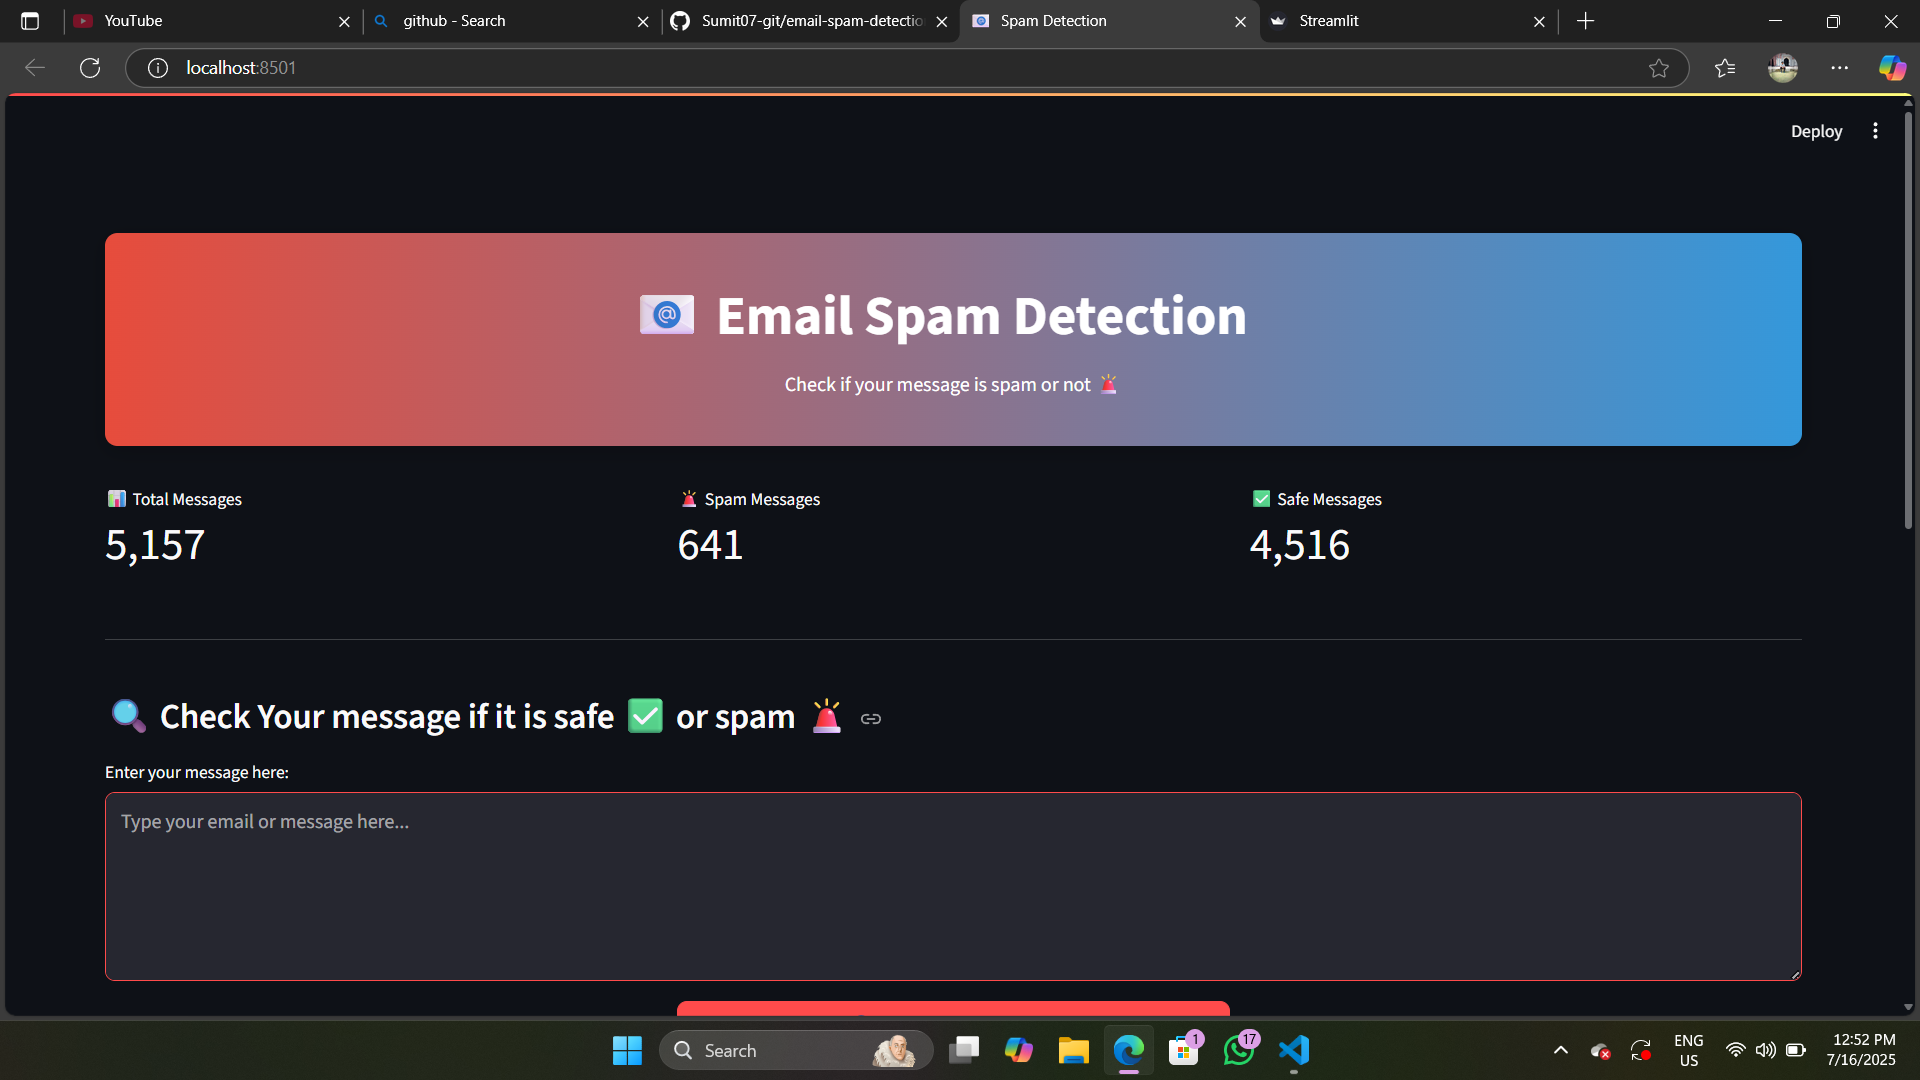 YouTube
github - Search
Sumit07-git/email-spam-detectio
Spam Detection
Streamlit
localhost:8501
Deploy
Email Spam Detection
Check if your message is spam or not
Total Messages
5,157
Spam Messages
641
Safe Messages
4,516
Check Your message if it is safe ✅ or spam 🚨
Enter your message here:
Type your email or message here...
Search
1
17
ENG
US
12:52 PM
7/16/2025